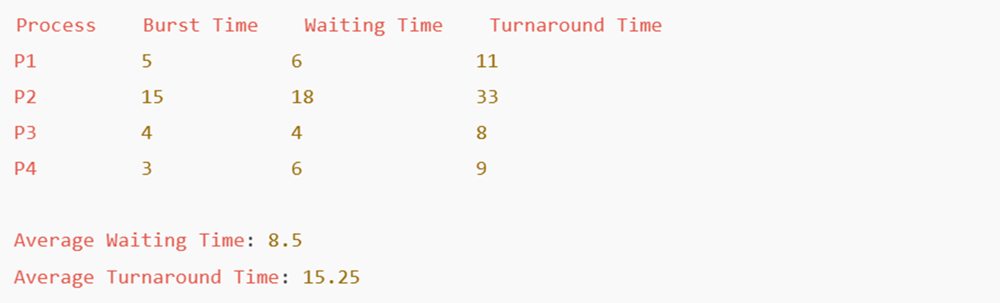 Process Burst Time Waiting Time Turnaround Time
P1 5 6 11
P2 15 18 33
P3 4 4 8
P4 3 6 9
Average Waiting Time: 8.5
Average Turnaround Time: 15.25